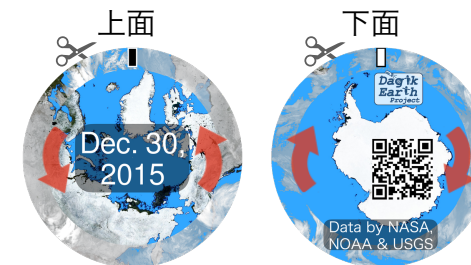 上面
下面
Dec. 30,
2015
Dagik
Earth
Project
Data by NASA,
NOAA & USGS